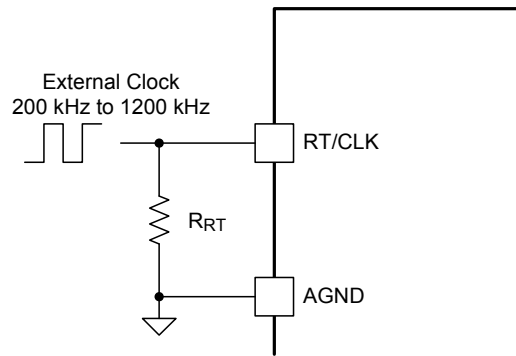 External Clock
200 kHz to 1200 kHz
RT/CLK
RRT
AGND